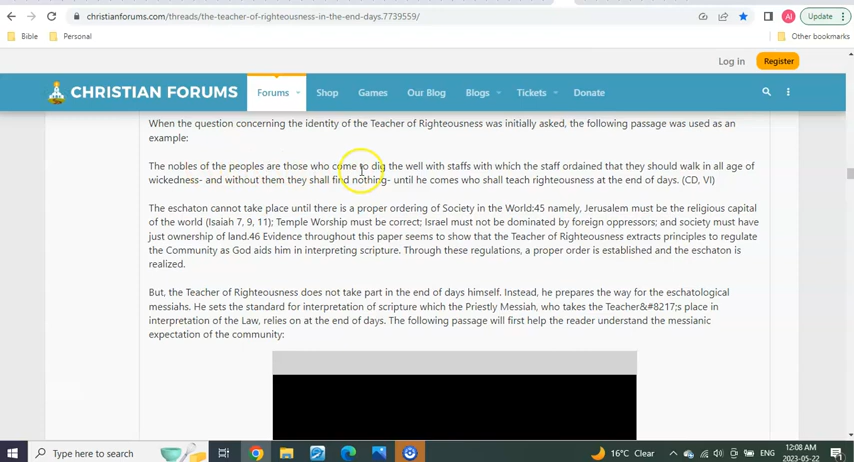 christianforums.com/threads/the-teacher-of-righteousness-in-the-end-days.7739559/
AI
Update
Bible
Personal
Other bookmarks
Log in
Register
CHRISTIAN FORUMS
Forums
Shop
Games
Our Blog
Blogs
Tickets
Donate
When the question concerning the identity of the Teacher of Righteousness was initially asked, the following passage was used as an
example:
The nobles of the peoples are those who come to dig the well with staffs with which the staff ordained that they should walk in all age of
wickedness- and without them they shall find nothing- until he comes who shall teach righteousness at the end of days. (CD, VI)
The eschaton cannot take place until there is a proper ordering of Society in the World:45 namely, Jerusalem must be the religious capital
of the world (Isaiah 7, 9, 11); Temple Worship must be correct; Israel must not be dominated by foreign oppressors; and society must have
just ownership of land.46 Evidence throughout this paper seems to show that the Teacher of Righteousness extracts principles to regulate
the Community as God aids him in interpreting scripture. Through these regulations, a proper order is established and the eschaton is
realized.
But, the Teacher of Righteousness does not take part in the end of days himself. Instead, he prepares the way for the eschatological
messiahs. He sets the standard for interpretation of scripture which the Priestly Messiah, who takes the Teacher&#8217;s place in
interpretation of the Law, relies on at the end of days. The following passage will first help the reader understand the messianic
expectation of the community:
Type here to search
16°C Clear
ENG
12:08 AM
2023-05-22